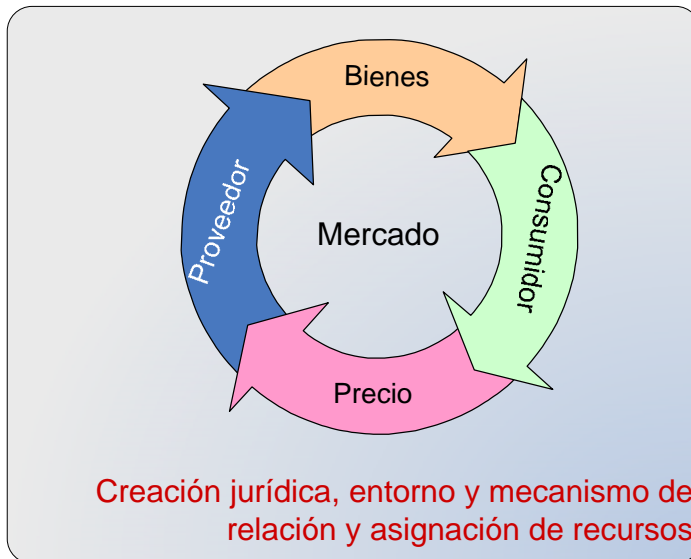 Bienes
Consumidor
Mercado
Proveedor
Precio
Creación jurídica, entorno y mecanismo de
relación y asignación de recursos